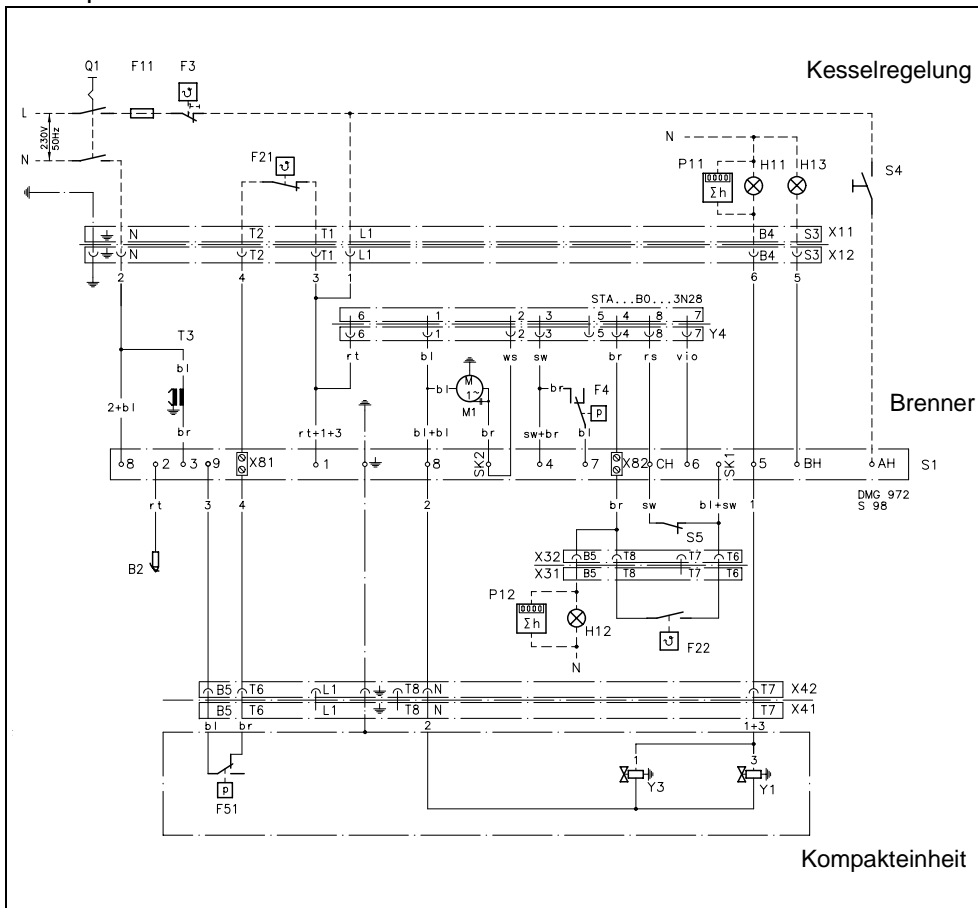 Q1 F11 F3
Kesselregelung
L
230V
50Hz
N
F21
N
P11 H11 H13
Σh
S4
N T2 T1 L1 B4 S3 X11
N T2 T1 L1 B4 S3 X12
2 4 3 1 6 5
STA...B0...3N28
6 1 2 3 5 4 8 7
6 1 2 3 5 4 8 7 Y4
rt bl ws sw br rs vio
T3
bl
M
1~
M1
bl
br F4
p
Brenner
2+bl br rt+1+3 bl+bl br sw+br bl
8 2 3 9 X81 1 8 SK2 4 7 X82 CH 6 SK1 5 BH AH S1
DMG 972
S 98
rt 3 4 2 br sw bl+sw 1
S5
B2
X32 B5 T8 T7 T6
X31 B5 T8 T7 T6
P12
Σh
H12
F22
N
B5 T6 L1 T8 N T7 X42
B5 T6 L1 T8 N T7 X41
bl br 2 1+3
1 3
Y3 Y1
p
F51
Kompakteinheit